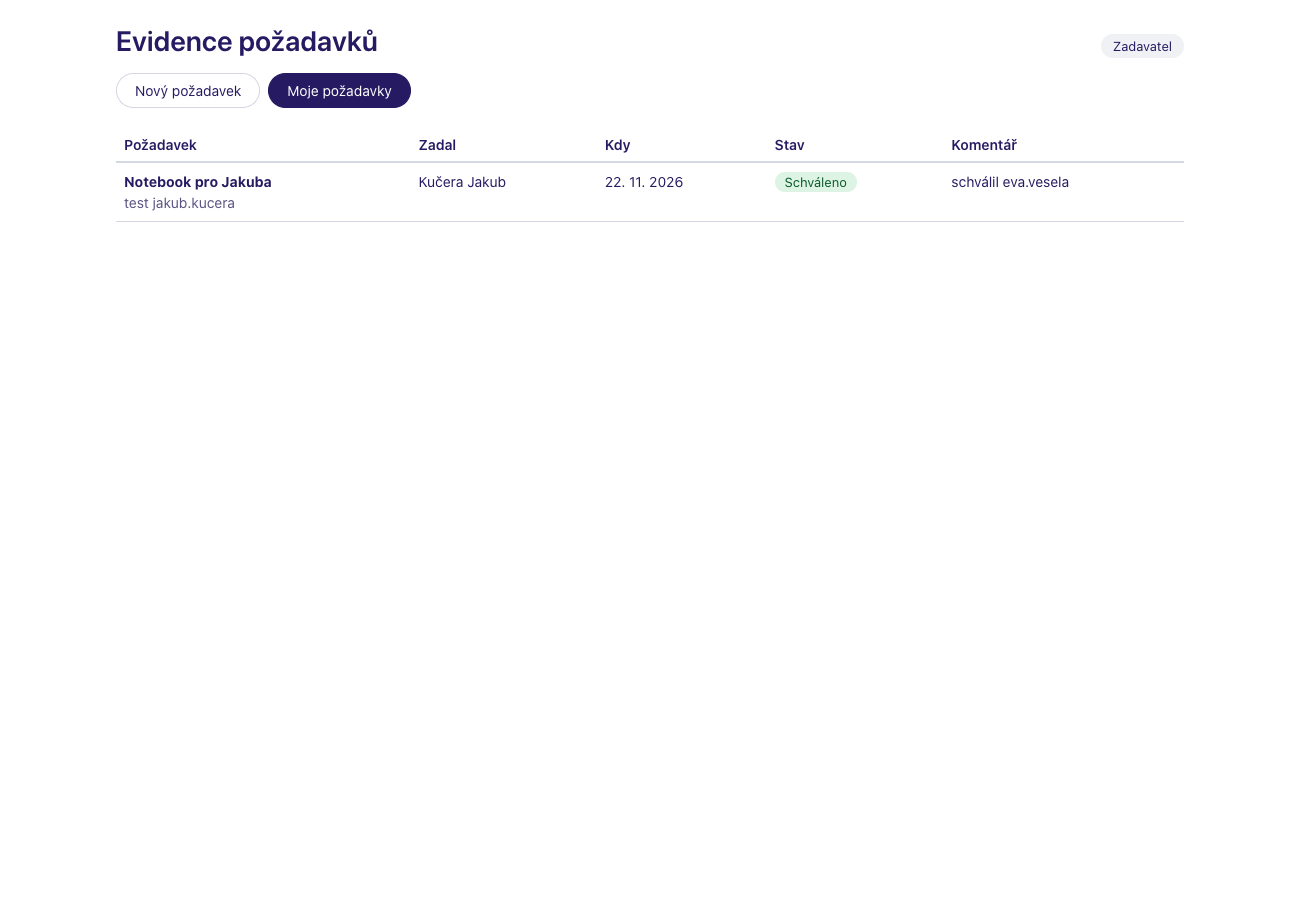 Evidence požadavků
Zadavatel
Nový požadavek
Moje požadavky
Požadavek Zadal Kdy Stav Komentář
Notebook pro Jakuba Kučera Jakub 22. 11. 2026 Schváleno schválil eva.vesela
test jakub.kucera